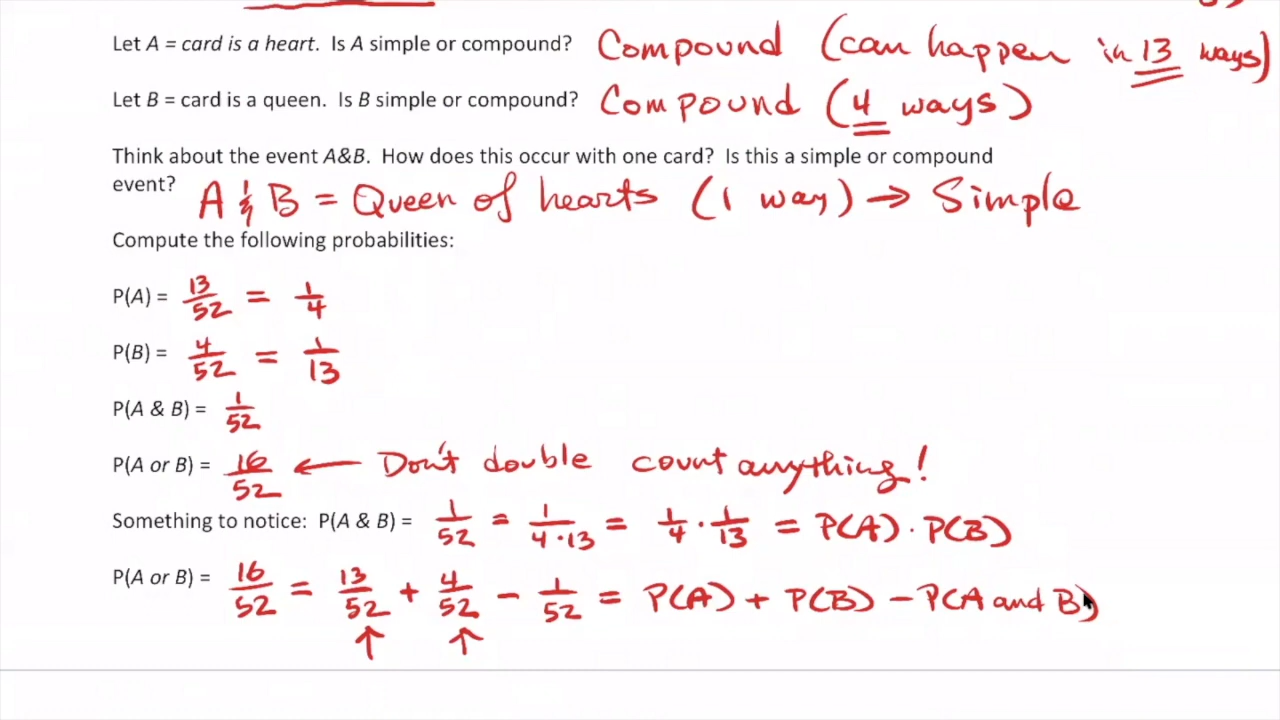 Let A = card is a heart. Is A simple or compound? Compound (can happen in 13 ways)
Let B = card is a queen. Is B simple or compound? Compound (4 ways)
Think about the event A&B. How does this occur with one card? Is this a simple or compound
event? A & B = Queen of hearts (1 way) → Simple
Compute the following probabilities:
P(A) = 13/52 = 1/4
P(B) = 4/52 = 1/13
P(A & B) = 1/52
P(A or B) = 16/52 ← Don't double count anything!
Something to notice: P(A & B) = 1/52 = 1/4·13 = 1/4 · 1/13 = P(A) · P(B)
P(A or B) = 16/52 = 13/52 + 4/52 - 1/52 = P(A) + P(B) - P(A and B)
↑ ↑